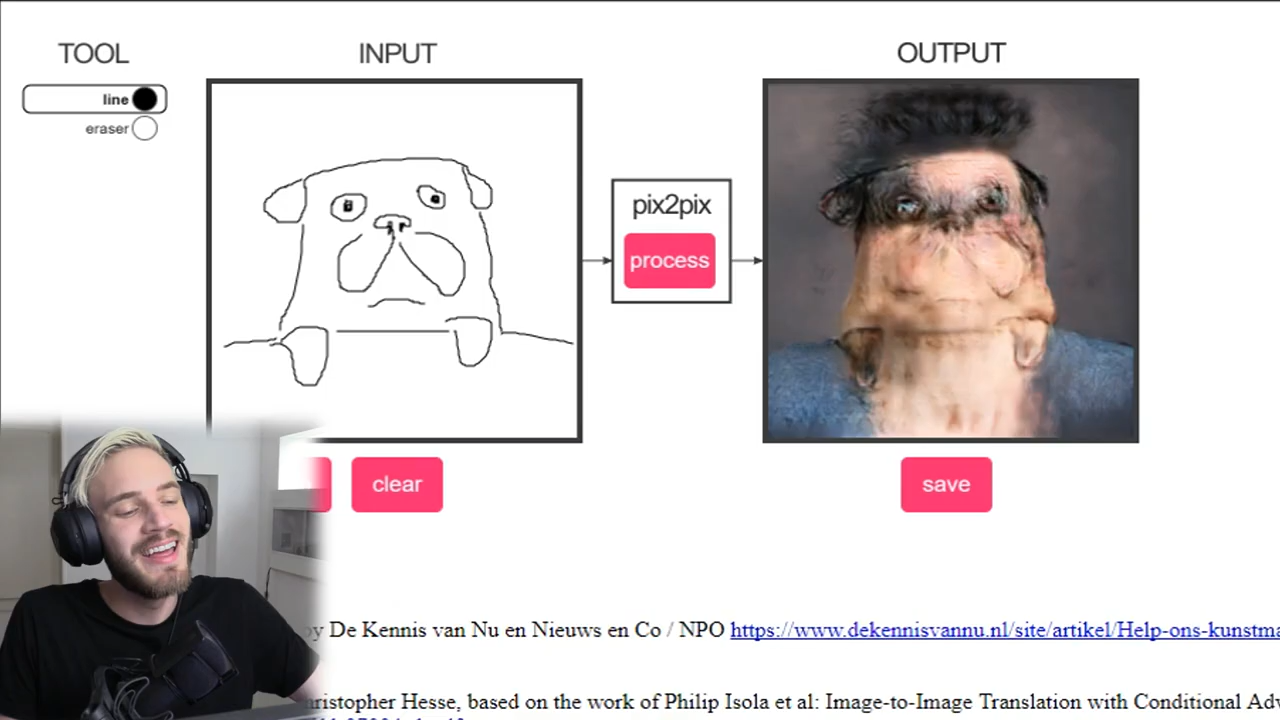 TOOL
INPUT
OUTPUT
line
eraser
pix2pix
process
clear
save
De Kennis van Nu en Nieuws en Co / NPO https://www.dekennisvannu.nl/site/artikel/Help-ons-kunstma
Hesse, based on the work of Philip Isola et al: Image-to-Image Translation with Conditional Adv